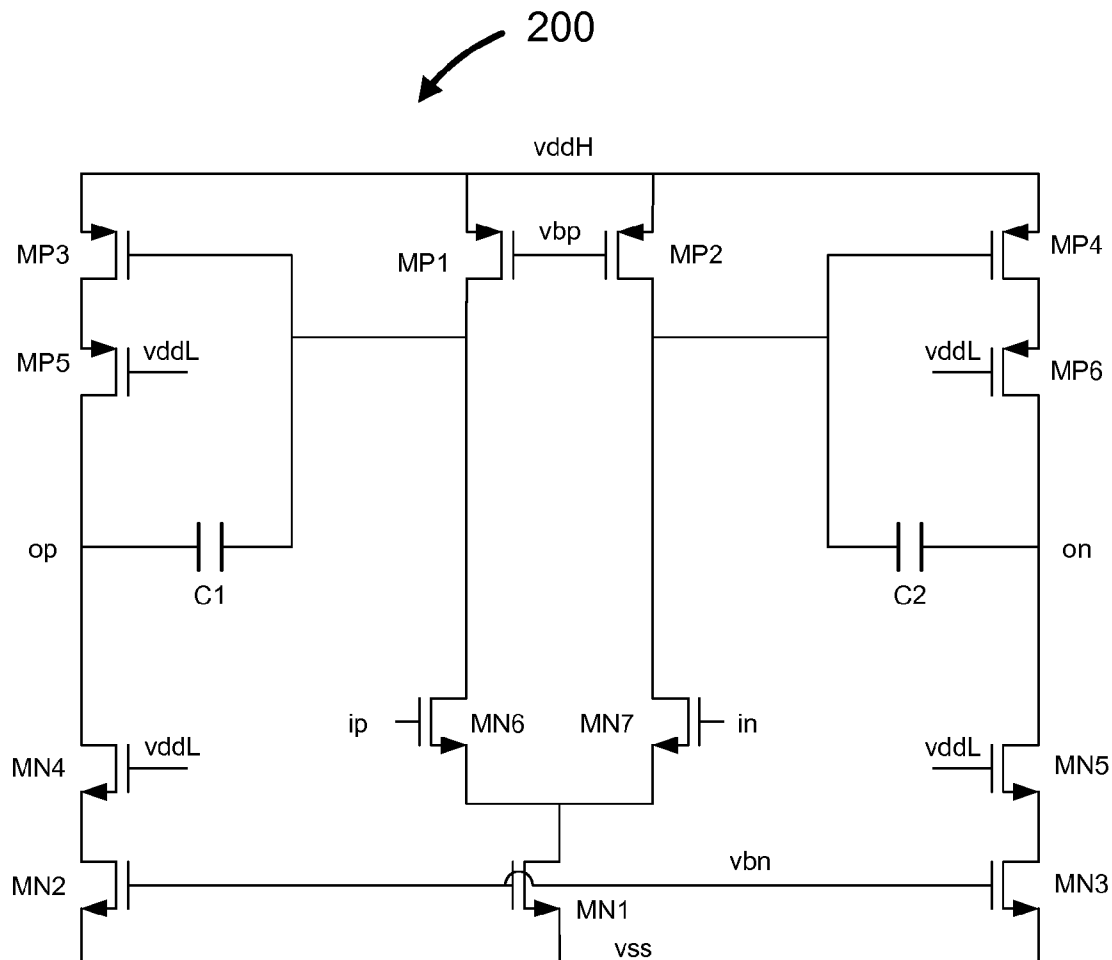 200
vddH
MP3
MP1
vbp
MP2
MP4
MP5
vddL
vddL
MP6
op
C1
C2
on
ip
MN6
MN7
in
MN4
vddL
vddL
MN5
MN2
vbn
MN3
MN1
vss